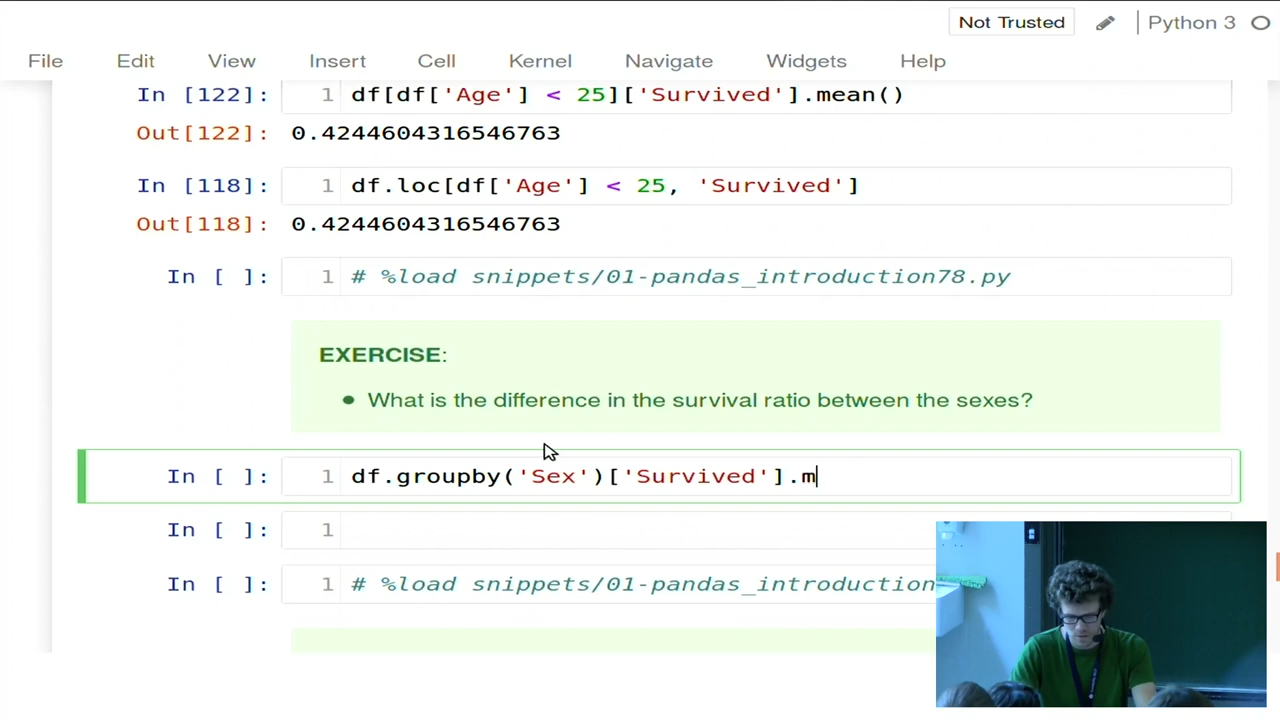 Not Trusted Python 3
File Edit View Insert Cell Kernel Navigate Widgets Help
In [122]: 1 df[df['Age'] < 25]['Survived'].mean()
Out[122]: 0.4244604316546763
In [118]: 1 df.loc[df['Age'] < 25, 'Survived']
Out[118]: 0.4244604316546763
In [ ]: 1 # %load snippets/01-pandas_introduction78.py
EXERCISE:
• What is the difference in the survival ratio between the sexes?
In [ ]: 1 df.groupby('Sex')['Survived'].m
In [ ]: 1
In [ ]: 1 # %load snippets/01-pandas_introduction